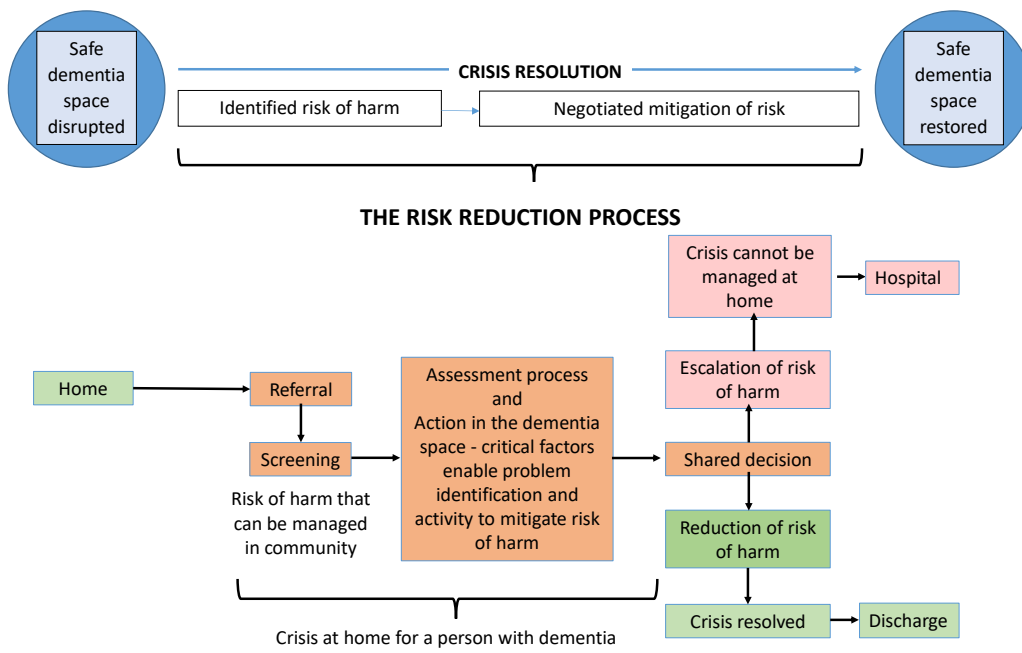 Safe
dementia
space
disrupted
CRISIS RESOLUTION
Identified risk of harm
Negotiated mitigation of risk
Safe
dementia
space
restored
THE RISK REDUCTION PROCESS
Home
Referral
Screening
Risk of harm that
can be managed
in community
Assessment process
and
Action in the dementia
space - critical factors
enable problem
identification and
activity to mitigate risk
of harm
Crisis cannot be
managed at
home
Hospital
Escalation of risk
of harm
Shared decision
Reduction of risk
of harm
Crisis resolved
Discharge
Crisis at home for a person with dementia